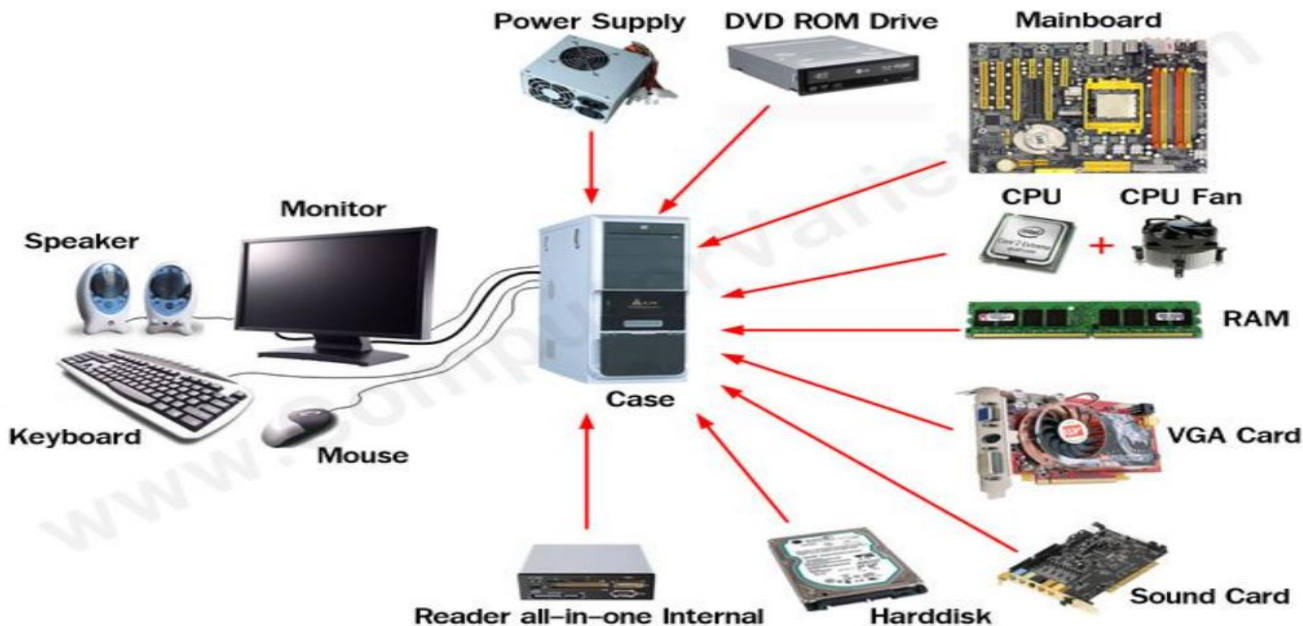 Power Supply
DVD ROM Drive
Mainboard
CPU
CPU Fan
+
Monitor
Speaker
RAM
Case
Keyboard
Mouse
VGA Card
Reader all-in-one Internal
Harddisk
Sound Card